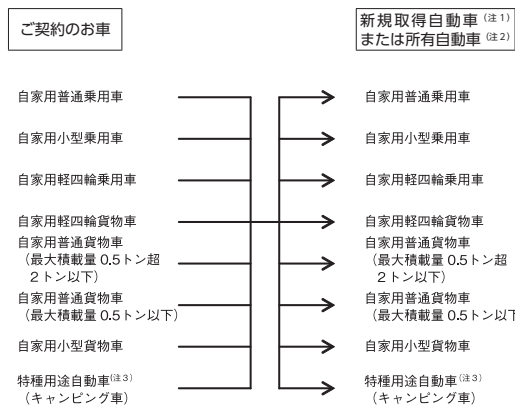 ご契約のお車
新規取得自動車(注1)
または所有自動車(注2)
自家用普通乗用車
自家用小型乗用車
自家用軽四輪乗用車
自家用軽四輪貨物車
自家用普通貨物車
（最大積載量 0.5トン超
2トン以下）
自家用普通貨物車
（最大積載量 0.5トン以下）
自家用小型貨物車
特種用途自動車(注3)
（キャンピング車）
自家用普通乗用車
自家用小型乗用車
自家用軽四輪乗用車
自家用軽四輪貨物車
自家用普通貨物車
（最大積載量 0.5トン超
2トン以下）
自家用普通貨物車
（最大積載量 0.5トン以下
自家用小型貨物車
特種用途自動車(注3)
（キャンピング車）